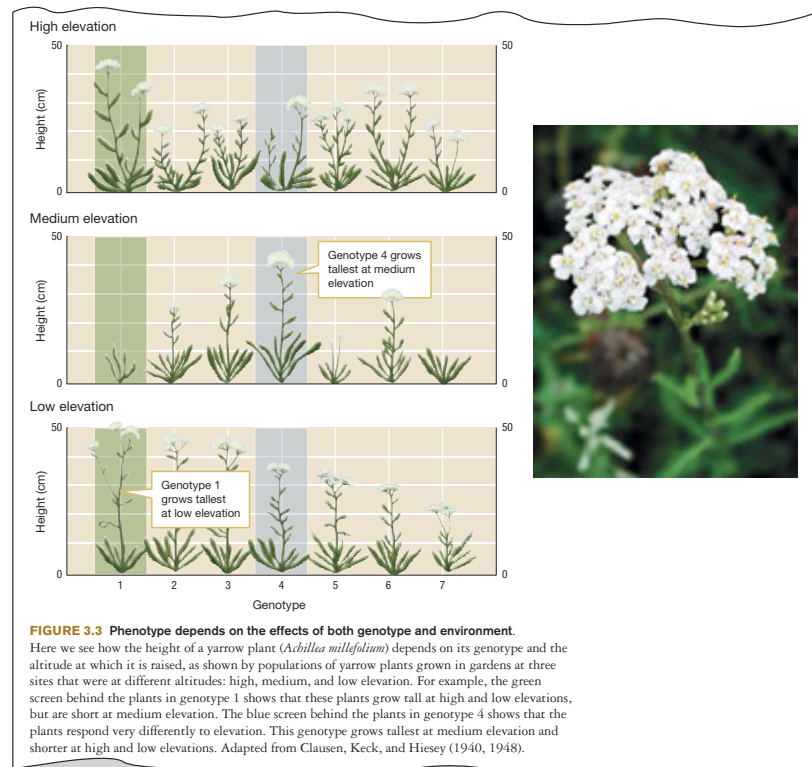 High elevation
50
50
Height (cm)
0
0
Medium elevation
50
50
Genotype 4 grows
tallest at medium
elevation
Height (cm)
0
0
Low elevation
50
50
Genotype 1
grows tallest
at low elevation
Height (cm)
0
0
1 2 3 4 5 6 7
Genotype
FIGURE 3.3 Phenotype depends on the effects of both genotype and environment.
Here we see how the height of a yarrow plant (Achillea millefolium) depends on its genotype and the
altitude at which it is raised, as shown by populations of yarrow plants grown in gardens at three
sites that were at different altitudes: high, medium, and low elevation. For example, the green
screen behind the plants in genotype 1 shows that these plants grow tall at high and low elevations,
but are short at medium elevation. The blue screen behind the plants in genotype 4 shows that the
plants respond very differently to elevation. This genotype grows tallest at medium elevation and
shorter at high and low elevations. Adapted from Clausen, Keck, and Hiesey (1940, 1948).